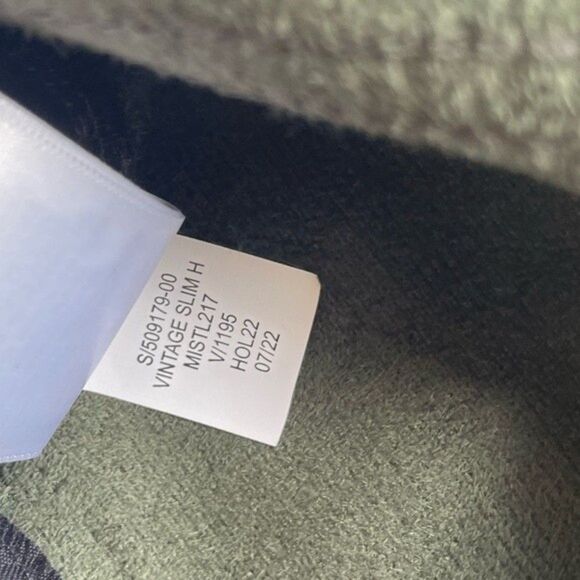 S/509179-00
VINTAGE SLIM H
MISTL217
V/1195
HOL22
07/22